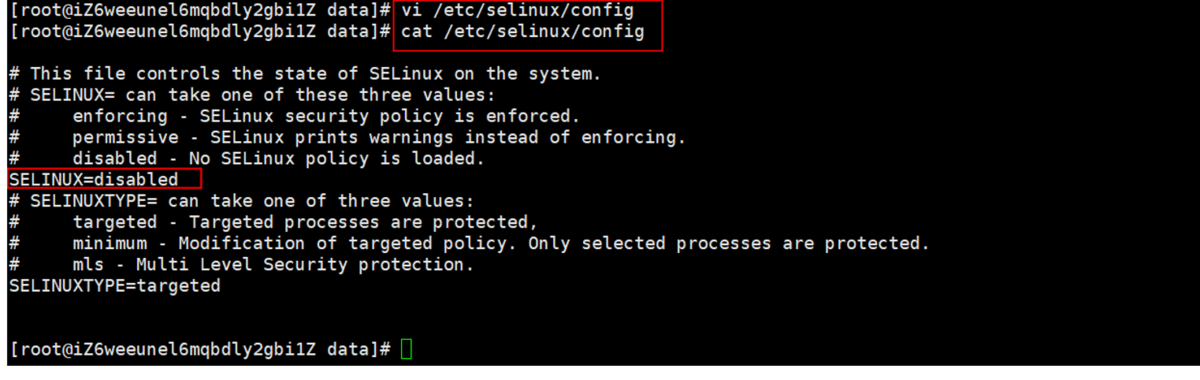 [root@iZ6weeunel6mqbdly2gbi1Z data]# vi /etc/selinux/config
[root@iZ6weeunel6mqbdly2gbi1Z data]# cat /etc/selinux/config
# This file controls the state of SELinux on the system.
# SELINUX= can take one of these three values:
#     enforcing - SELinux security policy is enforced.
#     permissive - SELinux prints warnings instead of enforcing.
#     disabled - No SELinux policy is loaded.
SELINUX=disabled
# SELINUXTYPE= can take one of three values:
#     targeted - Targeted processes are protected,
#     minimum - Modification of targeted policy. Only selected processes are protected.
#     mls - Multi Level Security protection.
SELINUXTYPE=targeted
[root@iZ6weeunel6mqbdly2gbi1Z data]#